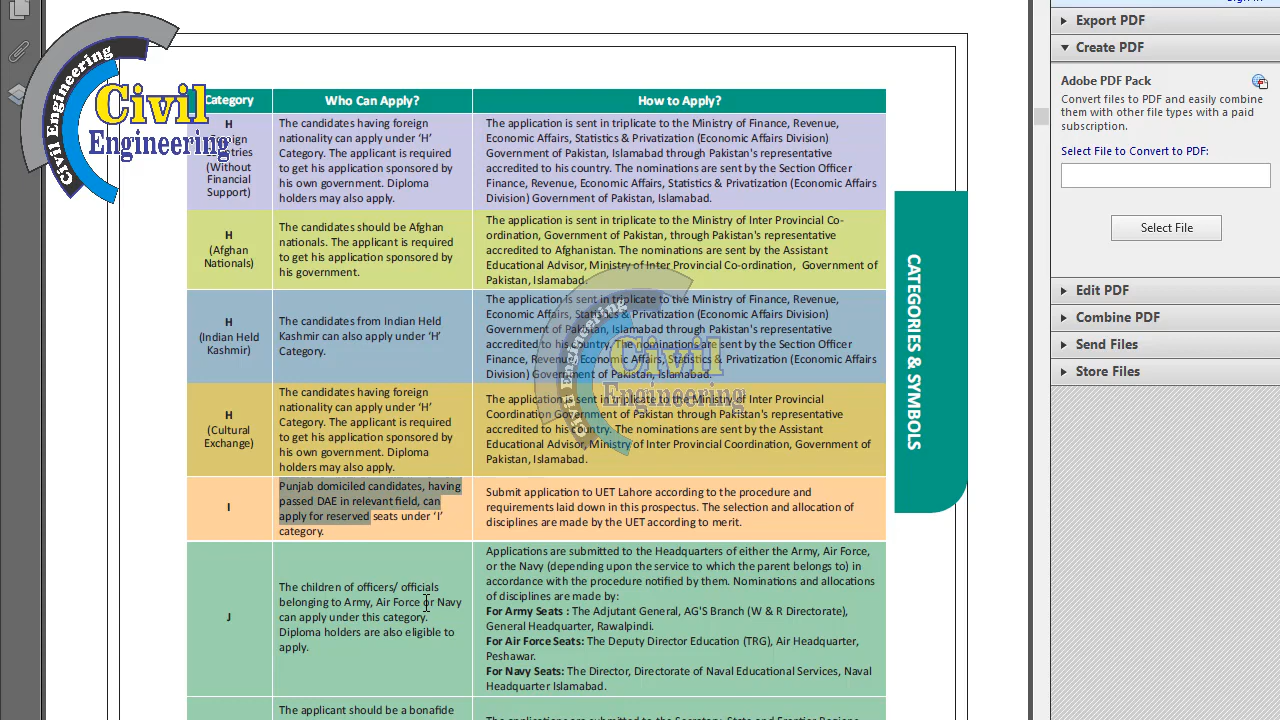 Sign In
Export PDF
Create PDF
Adobe PDF Pack
Convert files to PDF and easily combine
them with other file types with a paid
subscription.
Select File to Convert to PDF:
Select File
Edit PDF
Combine PDF
Send Files
Store Files
Civil Engineering
Civil
Engineering
Category
Who Can Apply?
How to Apply?
H
(Without
Financial
Support)
The candidates having foreign
nationality can apply under ‘H’
Category. The applicant is required
to get his application sponsored by
his own government. Diploma
holders may also apply.
The application is sent in triplicate to the Ministry of Finance, Revenue,
Economic Affairs, Statistics & Privatization (Economic Affairs Division)
Government of Pakistan, Islamabad through Pakistan's representative
accredited to his country. The nominations are sent by the Section Officer
Finance, Revenue, Economic Affairs, Statistics & Privatization (Economic Affairs
Division) Government of Pakistan, Islamabad.
H
(Afghan
Nationals)
The candidates should be Afghan
nationals. The applicant is required
to get his application sponsored by
his government.
The application is sent in triplicate to the Ministry of Inter Provincial Co-
ordination, Government of Pakistan, through Pakistan's representative
accredited to Afghanistan. The nominations are sent by the Assistant
Educational Advisor, Ministry of Inter Provincial Co-ordination, Government of
Pakistan, Islamabad.
H
(Indian Held
Kashmir)
The candidates from Indian Held
Kashmir can also apply under ‘H’
Category.
The application is sent in triplicate to the Ministry of Finance, Revenue,
Economic Affairs, Statistics & Privatization (Economic Affairs Division)
Government of Pakistan, Islamabad through Pakistan's representative
accredited to his country. The nominations are sent by the Section Officer
Finance, Revenue, Economic Affairs, Statistics & Privatization (Economic Affairs
Division) Government of Pakistan, Islamabad.
H
(Cultural
Exchange)
The candidates having foreign
nationality can apply under ‘H’
Category. The applicant is required
to get his application sponsored by
his own government. Diploma
holders may also apply.
The application is sent in triplicate to the Ministry of Inter Provincial
Coordination Government of Pakistan through Pakistan's representative
accredited to his country. The nominations are sent by the Assistant
Educational Advisor, Ministry of Inter Provincial Coordination, Government of
Pakistan, Islamabad.
I
Punjab domiciled candidates, having
passed DAE in relevant field, can
apply for reserved seats under ‘I’
category.
Submit application to UET Lahore according to the procedure and
requirements laid down in this prospectus. The selection and allocation of
disciplines are made by the UET according to merit.
J
The children of officers/ officials
belonging to Army, Air Force or Navy
can apply under this category.
Diploma holders are also eligible to
apply.
Applications are submitted to the Headquarters of either the Army, Air Force,
or the Navy (depending upon the service to which the parent belongs to) in
accordance with the procedure notified by them. Nominations and allocations
of disciplines are made by:
For Army Seats : The Adjutant General, AG'S Branch (W & R Directorate),
General Headquarter, Rawalpindi.
For Air Force Seats: The Deputy Director Education (TRG), Air Headquarter,
Peshawar.
For Navy Seats: The Director, Directorate of Naval Educational Services, Naval
Headquarter Islamabad.
The applicant should be a bonafide
The applications are submitted to the Secretary, State and Frontier Regions
CATEGORIES & SYMBOLS
Civil Engineering
Civil
Engineering